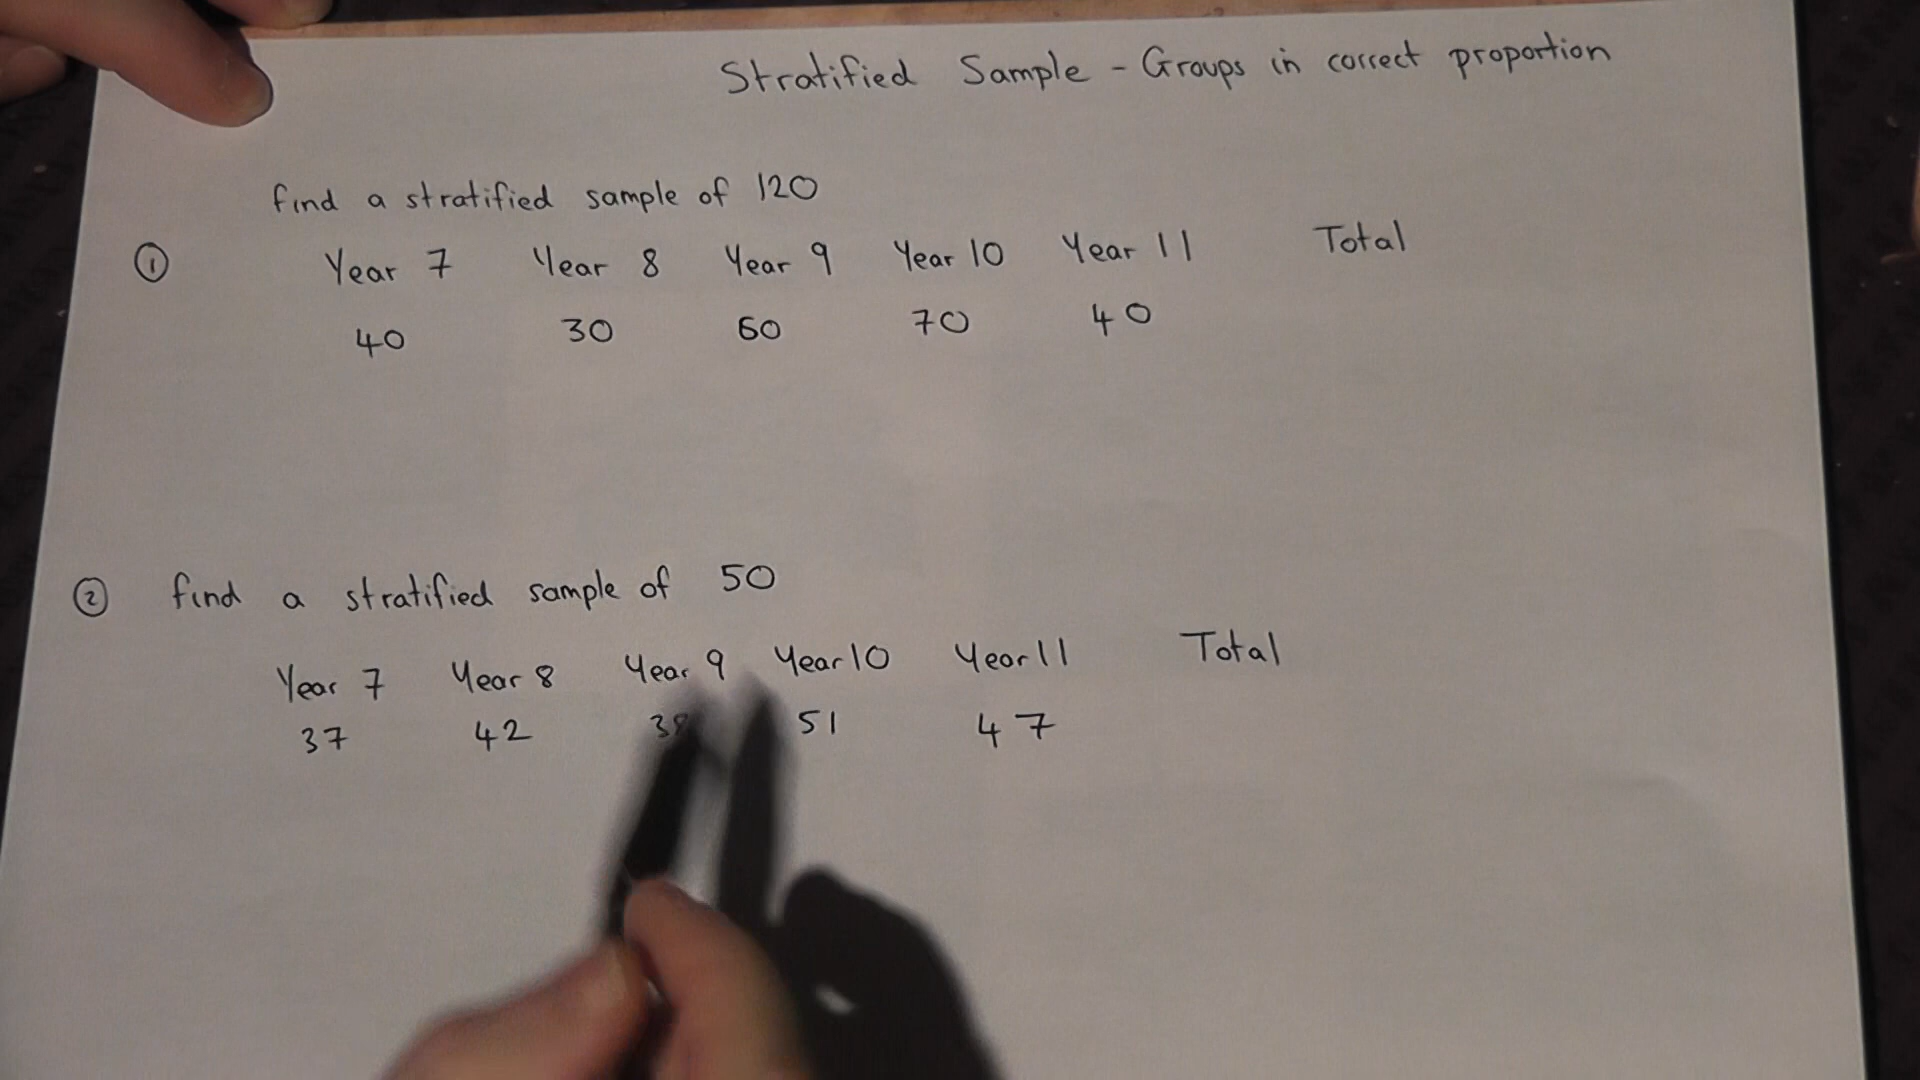 Stratified Sample - Groups in correct proportion
find a stratified sample of 120
① Year 7 Year 8 Year 9 Year 10 Year 11 Total
40 30 60 70 40
② find a stratified sample of 50
Year 7 Year 8 Year 9 Year 10 Year 11 Total
37 42 51 47